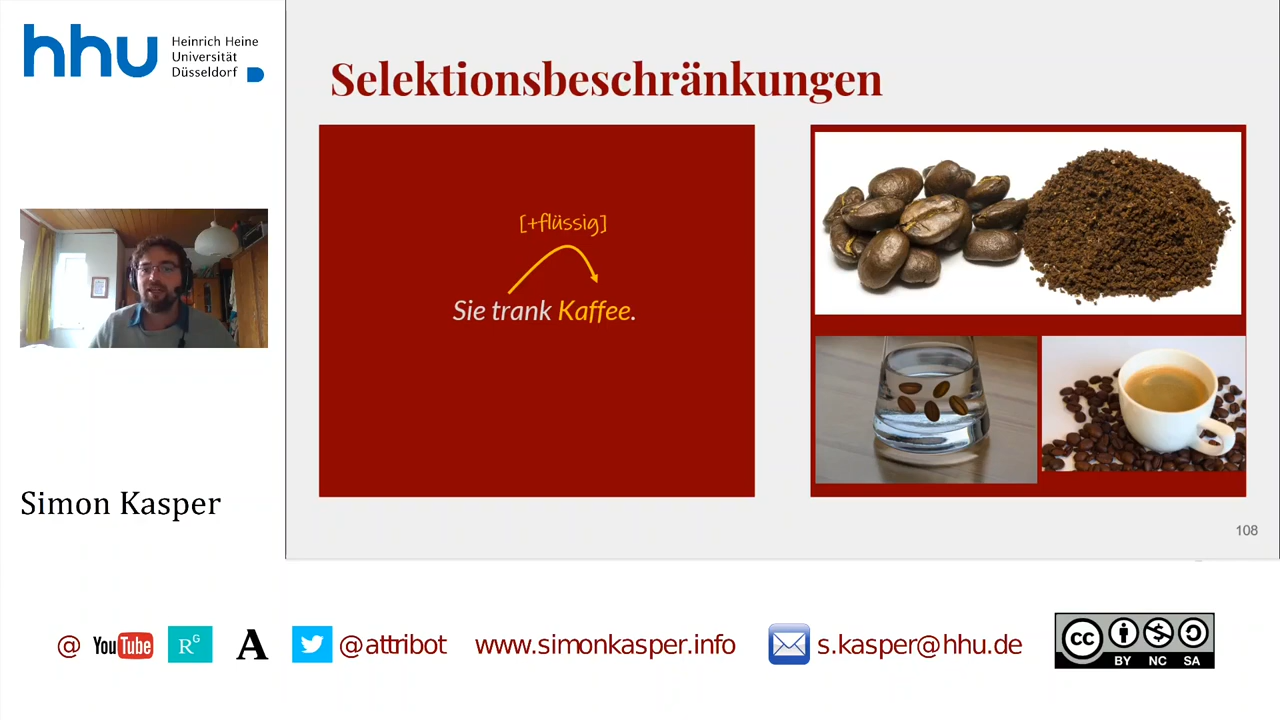 hhu
Heinrich Heine
Universität
Düsseldorf
Selektionsbeschränkungen
[+flüssig]
Sie trank Kaffee.
Simon Kasper
108
@ YouTube RG A @attribot www.simonkasper.info s.kasper@hhu.de
cc
BY NC SA